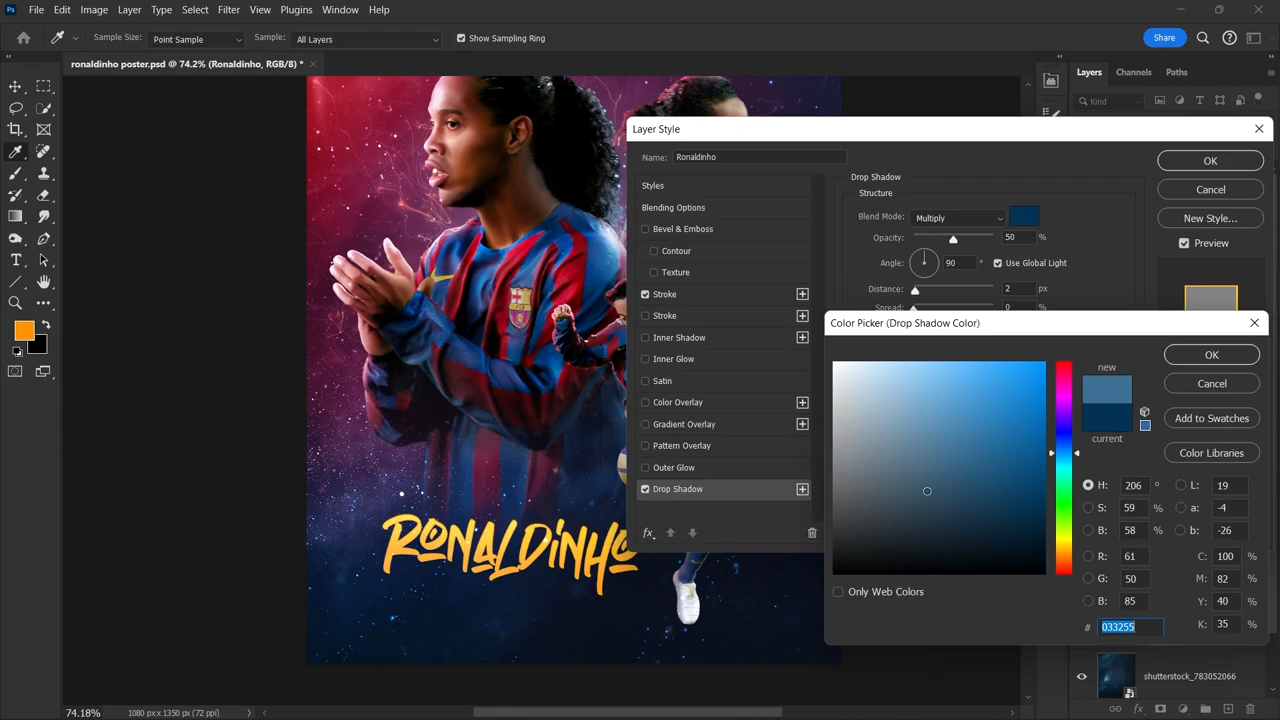 Ps File Edit Image Layer Type Select Filter View Plugins Window Help
Sample Size: Point Sample Sample: All Layers Show Sampling Ring Share
ronaldinho poster.psd @ 74.2% (Ronaldinho, RGB/8) *
Layers Channels Paths
Kind
Layer Style
Name: Ronaldinho
OK
Cancel
New Style...
Preview
Styles
Blending Options
Bevel & Emboss
Contour
Texture
Stroke
Stroke
Inner Shadow
Inner Glow
Satin
Color Overlay
Gradient Overlay
Pattern Overlay
Outer Glow
Drop Shadow
fx
Drop Shadow
Structure
Blend Mode: Multiply
Opacity: 50 %
Angle: 90 ° Use Global Light
Distance: 2 px
Spread: 0 %
Color Picker (Drop Shadow Color)
new
current
OK
Cancel
Add to Swatches
Color Libraries
H: 206 ° L: 19
S: 59 % a: -4
B: 58 % b: -26
R: 61 C: 100 %
G: 50 M: 82 %
B: 85 Y: 40 %
# 033255 K: 35 %
Only Web Colors
RONALDINHO
shutterstock_783052066
fx
74.18% 1080 px x 1350 px (72 ppi)